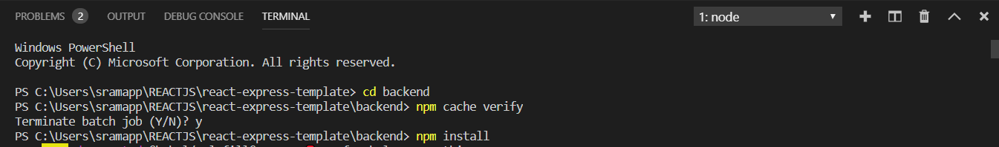 PROBLEMS 2 OUTPUT DEBUG CONSOLE TERMINAL 1: node
Windows PowerShell
Copyright (C) Microsoft Corporation. All rights reserved.
PS C:\Users\sramapp\REACTJS\react-express-template> cd backend
PS C:\Users\sramapp\REACTJS\react-express-template\backend> npm cache verify
Terminate batch job (Y/N)? y
PS C:\Users\sramapp\REACTJS\react-express-template\backend> npm install